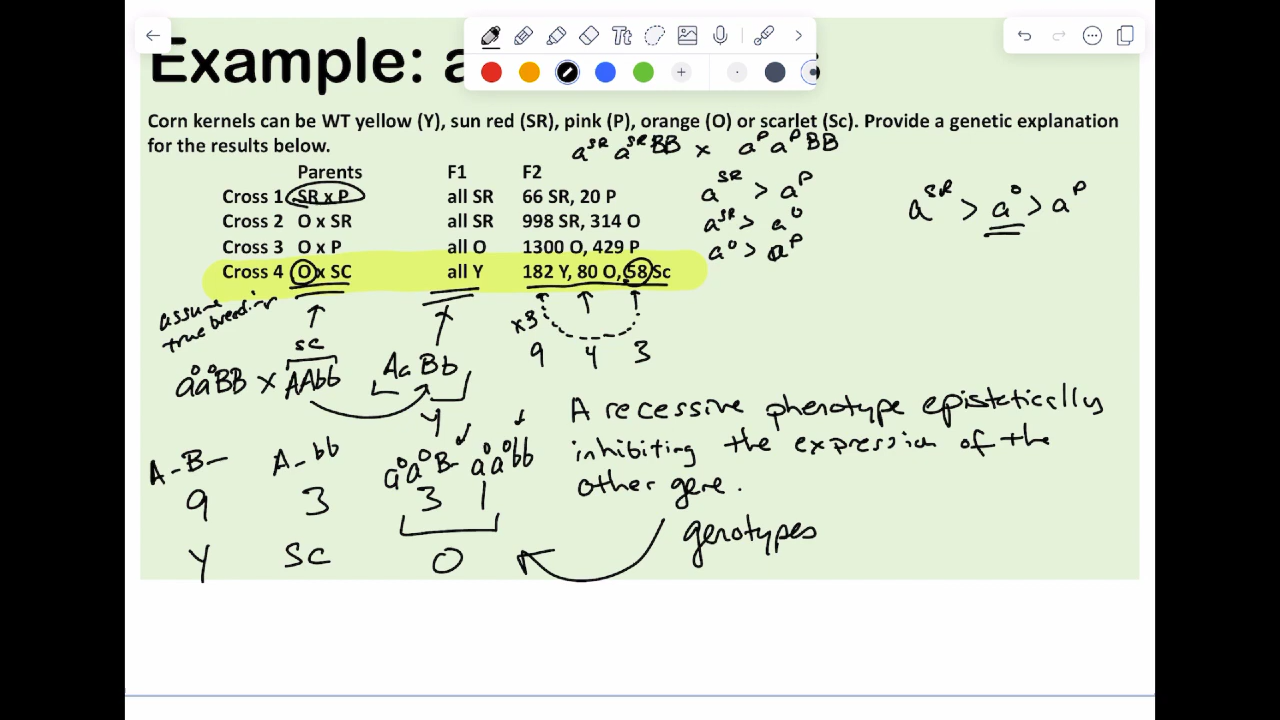 Example: a
Corn kernels can be WT yellow (Y), sun red (SR), pink (P), orange (O) or scarlet (Sc). Provide a genetic explanation
for the results below.
a^SR a^SR BB x a^P a^P BB
Parents F1 F2
Cross 1 SR x P all SR 66 SR, 20 P
Cross 2 O x SR all SR 998 SR, 314 O
Cross 3 O x P all O 1300 O, 429 P
Cross 4 O x SC all Y 182 Y, 80 O, 58 Sc
a^SR > a^P
a^SR > a^O
a^O > a^P
a^SR > a^O > a^P
assume
true breeding
x3
9 4 3
sc
a^O a^O BB x AAbb
AaBb
Y
A-B- A-bb a^O a^O B- a^O a^O bb
9 3 3 1
Y SC O
A recessive phenotype epistatically
inhibiting the expression of the
other gene.
genotypes